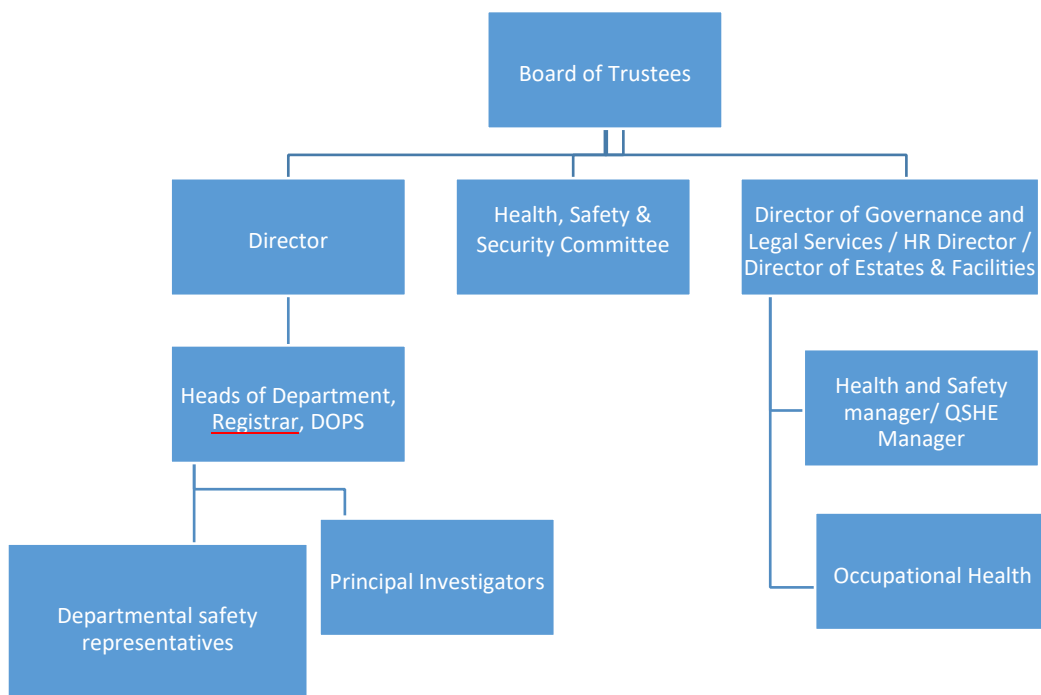 Board of Trustees
Director
Health, Safety &
Security Committee
Director of Governance and
Legal Services / HR Director /
Director of Estates & Facilities
Heads of Department,
Registrar, DOPS
Health and Safety
manager/ QSHE
Manager
Departmental safety
representatives
Principal Investigators
Occupational Health